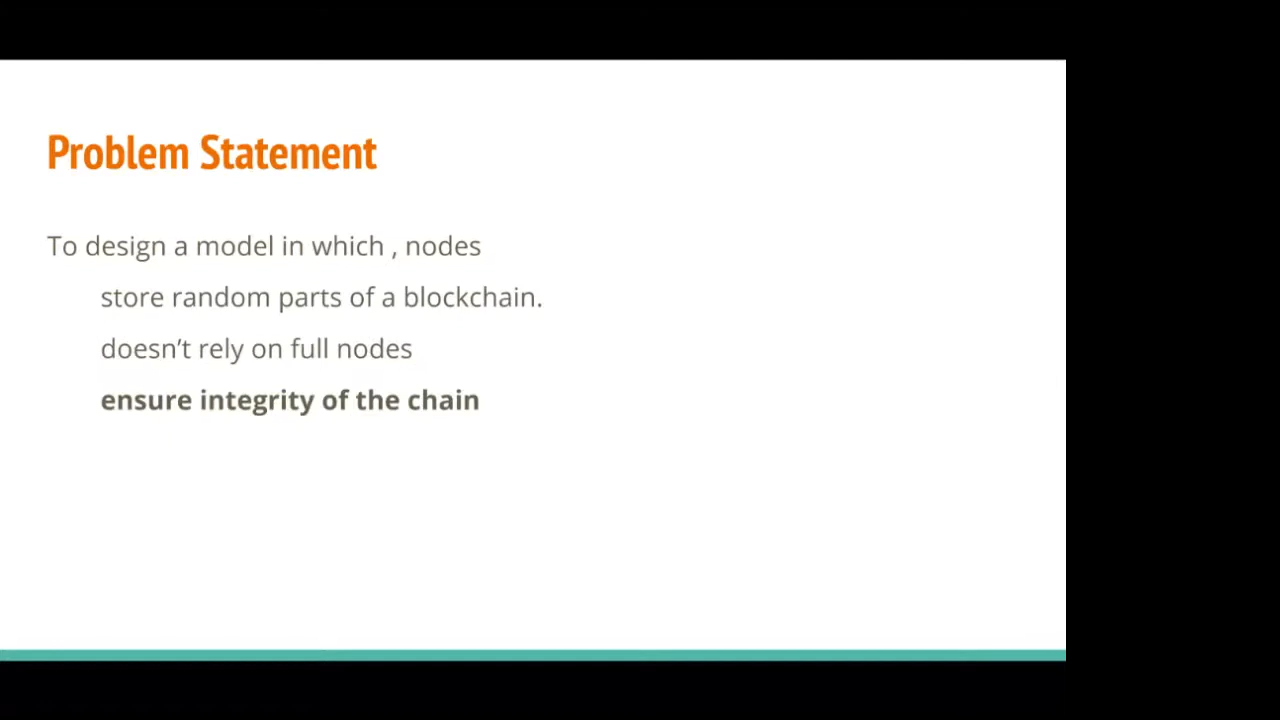 Problem Statement
To design a model in which , nodes
store random parts of a blockchain.
doesn’t rely on full nodes
ensure integrity of the chain